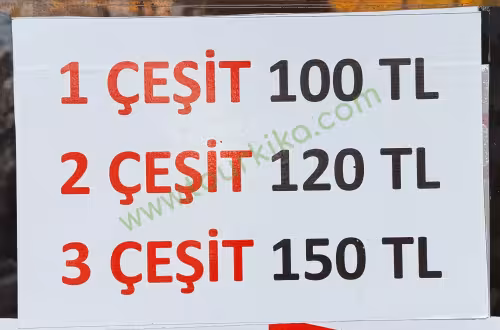 1 ÇEŞİT 100 TL
2 ÇEŞİT 120 TL
3 ÇEŞİT 150 TL